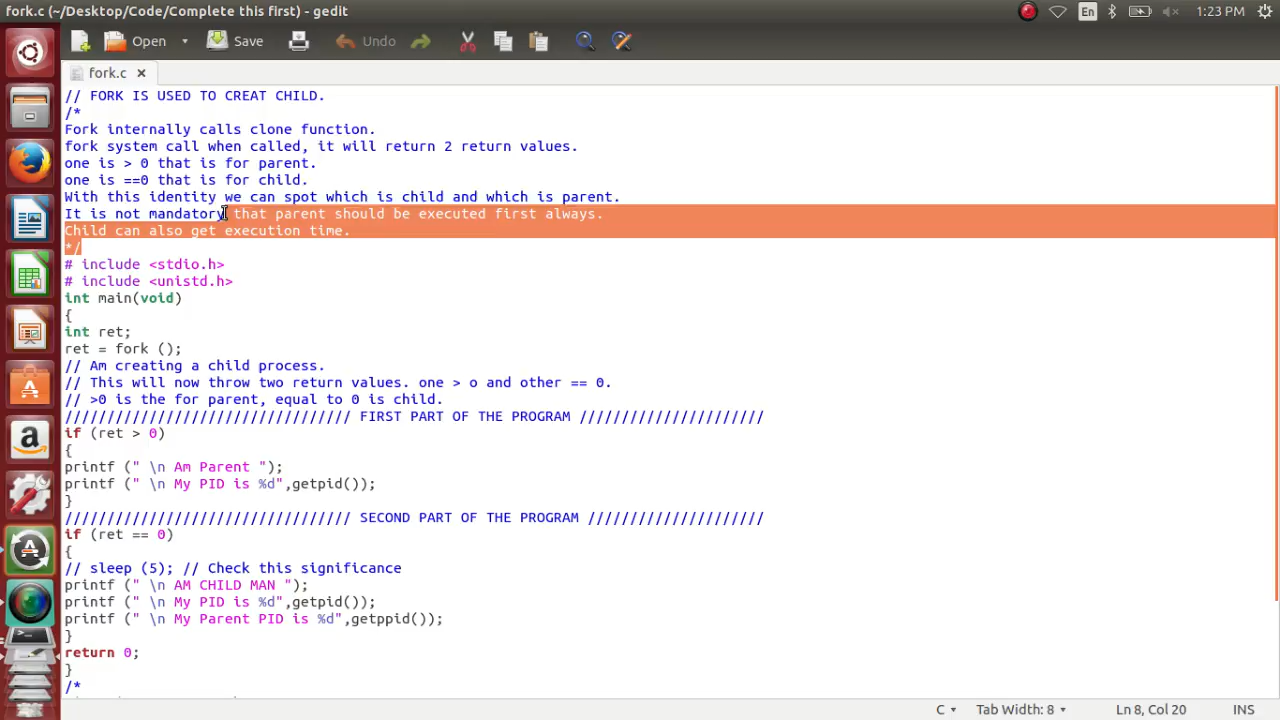 fork.c (~/Desktop/Code/Complete this first) - gedit
En
1:23 PM
Open
Save
Undo
fork.c ×
// FORK IS USED TO CREAT CHILD.
/*
Fork internally calls clone function.
fork system call when called, it will return 2 return values.
one is > 0 that is for parent.
one is ==0 that is for child.
With this identity we can spot which is child and which is parent.
It is not mandatory that parent should be executed first always.
Child can also get execution time.
*/
# include <stdio.h>
# include <unistd.h>
int main(void)
{
int ret;
ret = fork ();
// Am creating a child process.
// This will now throw two return values. one > o and other == 0.
// >0 is the for parent, equal to 0 is child.
////////////////////////////////// FIRST PART OF THE PROGRAM //////////////////////
if (ret > 0)
{
printf (" \n Am Parent ");
printf (" \n My PID is %d",getpid());
}
////////////////////////////////// SECOND PART OF THE PROGRAM /////////////////////
if (ret == 0)
{
// sleep (5); // Check this significance
printf (" \n AM CHILD MAN ");
printf (" \n My PID is %d",getpid());
printf (" \n My Parent PID is %d",getppid());
}
return 0;
}
/*
C
Tab Width: 8
Ln 8, Col 20
INS